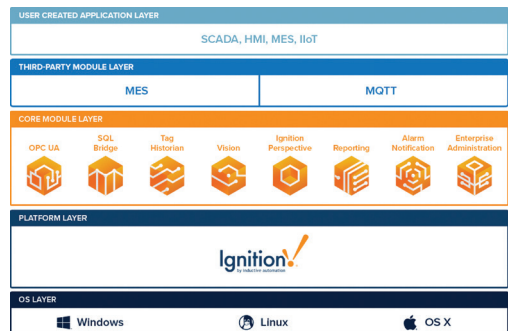 USER CREATED APPLICATION LAYER
SCADA, HMI, MES, IIoT
THIRD-PARTY MODULE LAYER
MES
MQTT
CORE MODULE LAYER
OPC UA
SQL
Bridge
Tag
Historian
Vision
Ignition
Perspective
Reporting
Alarm
Notification
Enterprise
Administration
PLATFORM LAYER
Ignition!
by inductive automation
OS LAYER
Windows
Linux
OS X